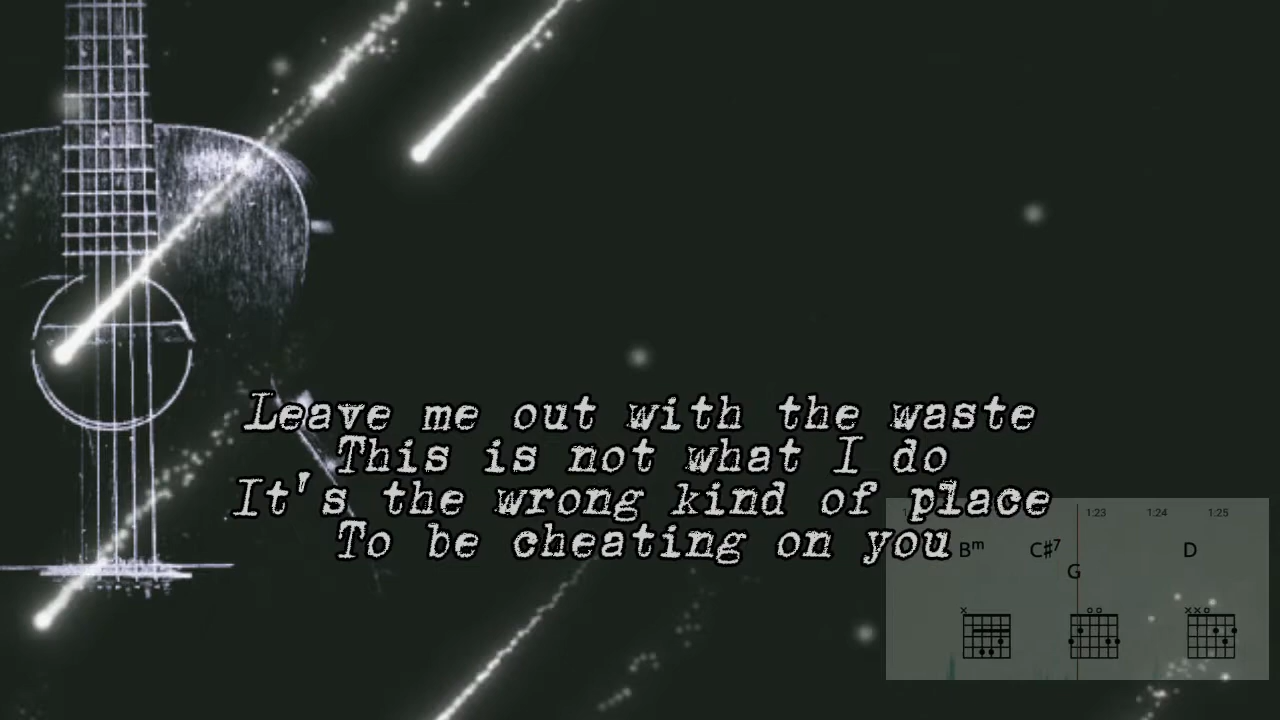 Leave me out with the waste
This is not what I do
It's the wrong kind of place
To be cheating on you
1:23 1:24 1:25
Bm C♯7 D
G